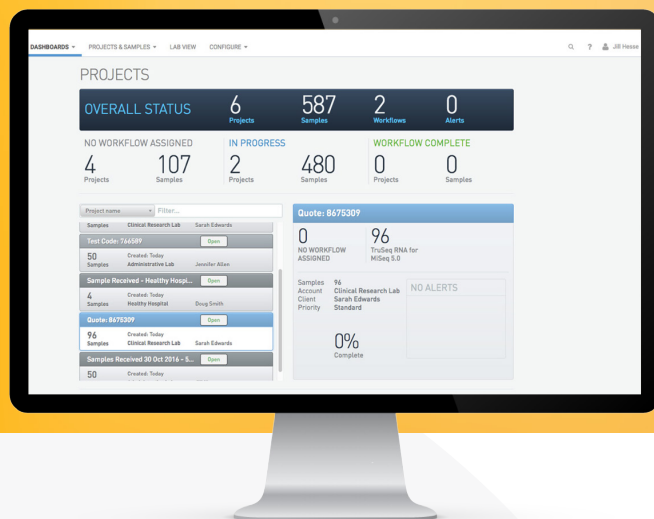 DASHBOARDS PROJECTS & SAMPLES LAB VIEW CONFIGURE ? Jill Hesse
PROJECTS
OVERALL STATUS
6 Projects
587 Samples
2 Workflows
0 Alerts
NO WORKFLOW ASSIGNED
4 Projects
107 Samples
IN PROGRESS
2 Projects
480 Samples
WORKFLOW COMPLETE
0 Projects
0 Samples
Project name Filter...
Samples Clinical Research Lab Sarah Edwards
Test Code: 766589 Open
50 Created: Today
Samples Administrative Lab Jennifer Allen
Sample Received - Healthy Hospi... Open
4 Created: Today
Samples Healthy Hospital Doug Smith
Quote: 8675309 Open
96 Created: Today
Samples Clinical Research Lab Sarah Edwards
Samples Received 30 Oct 2016 - 5... Open
50 Created: Today
Quote: 8675309
0
NO WORKFLOW
ASSIGNED
96
TruSeq RNA for
MiSeq 5.0
Samples 96
Account Clinical Research Lab
Client Sarah Edwards
Priority Standard
0%
Complete
NO ALERTS